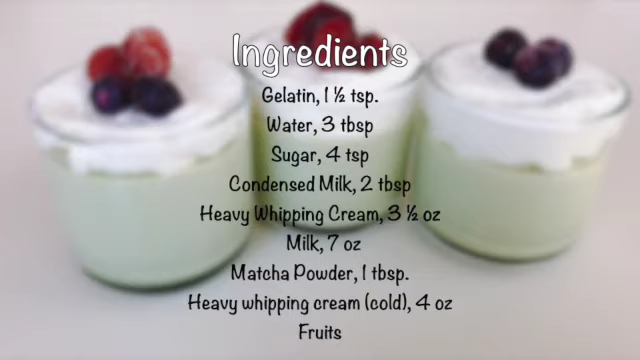 Ingredients
Gelatin, 1 ½ tsp.
Water, 3 tbsp
Sugar, 4 tsp
Condensed Milk, 2 tbsp
Heavy Whipping Cream, 3 ½ oz
Milk, 7 oz
Matcha Powder, 1 tbsp.
Heavy whipping cream (cold), 4 oz
Fruits